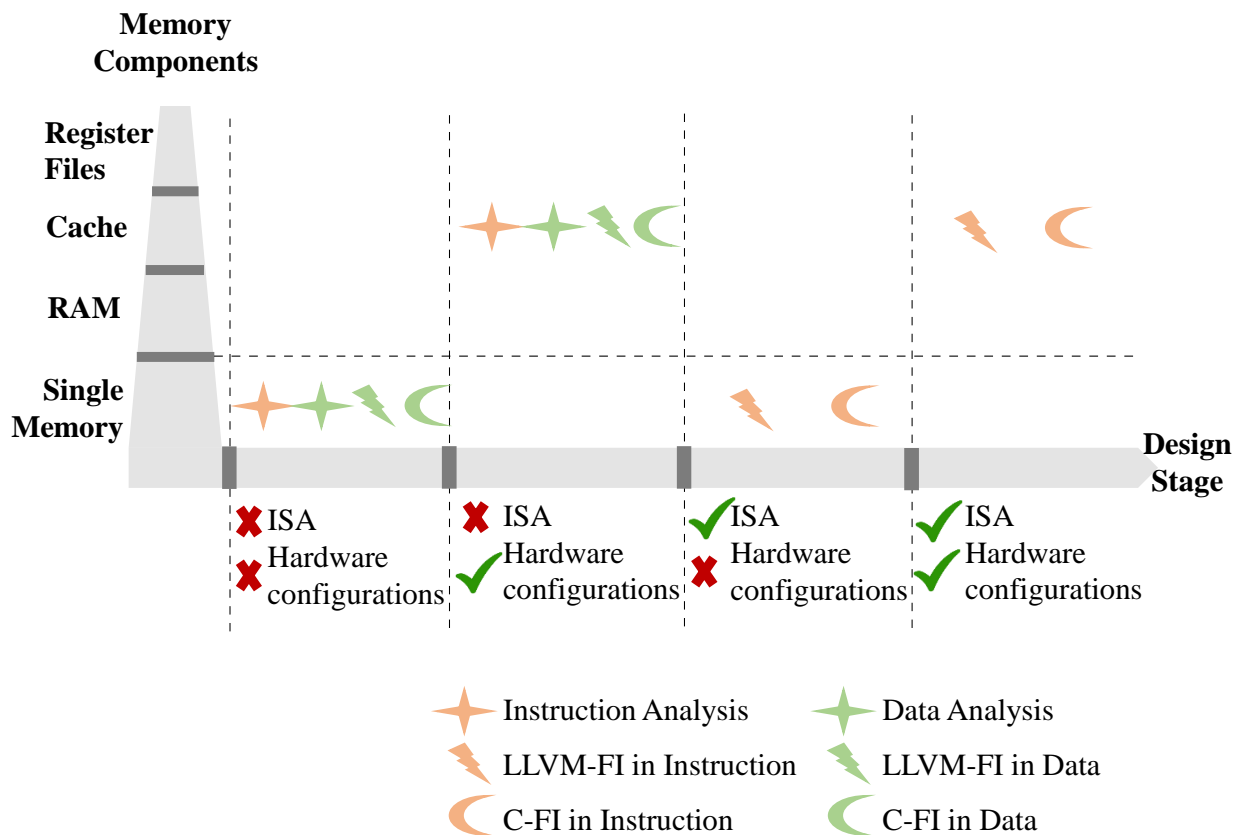 Memory
Components
Register
Files
Cache
RAM
Single
Memory
Design
Stage
ISA
Hardware
configurations
ISA
Hardware
configurations
ISA
Hardware
configurations
ISA
Hardware
configurations
Instruction Analysis
Data Analysis
LLVM-FI in Instruction
LLVM-FI in Data
C-FI in Instruction
C-FI in Data